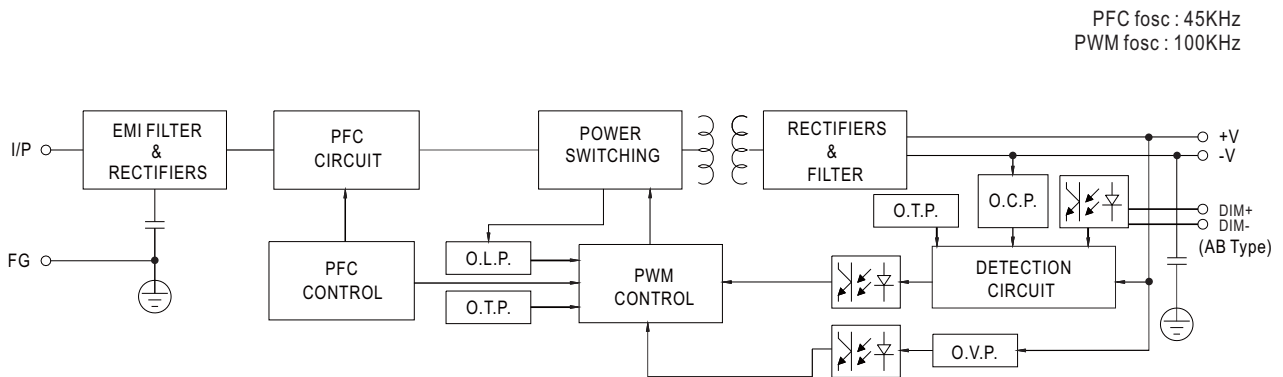 PFC fosc : 45KHz
PWM fosc : 100KHz
I/P
EMI FILTER
&
RECTIFIERS
PFC
CIRCUIT
POWER
SWITCHING
RECTIFIERS
&
FILTER
+V
-V
O.T.P.
O.C.P.
DIM+
DIM-
(AB Type)
FG
PFC
CONTROL
O.L.P.
O.T.P.
PWM
CONTROL
DETECTION
CIRCUIT
O.V.P.